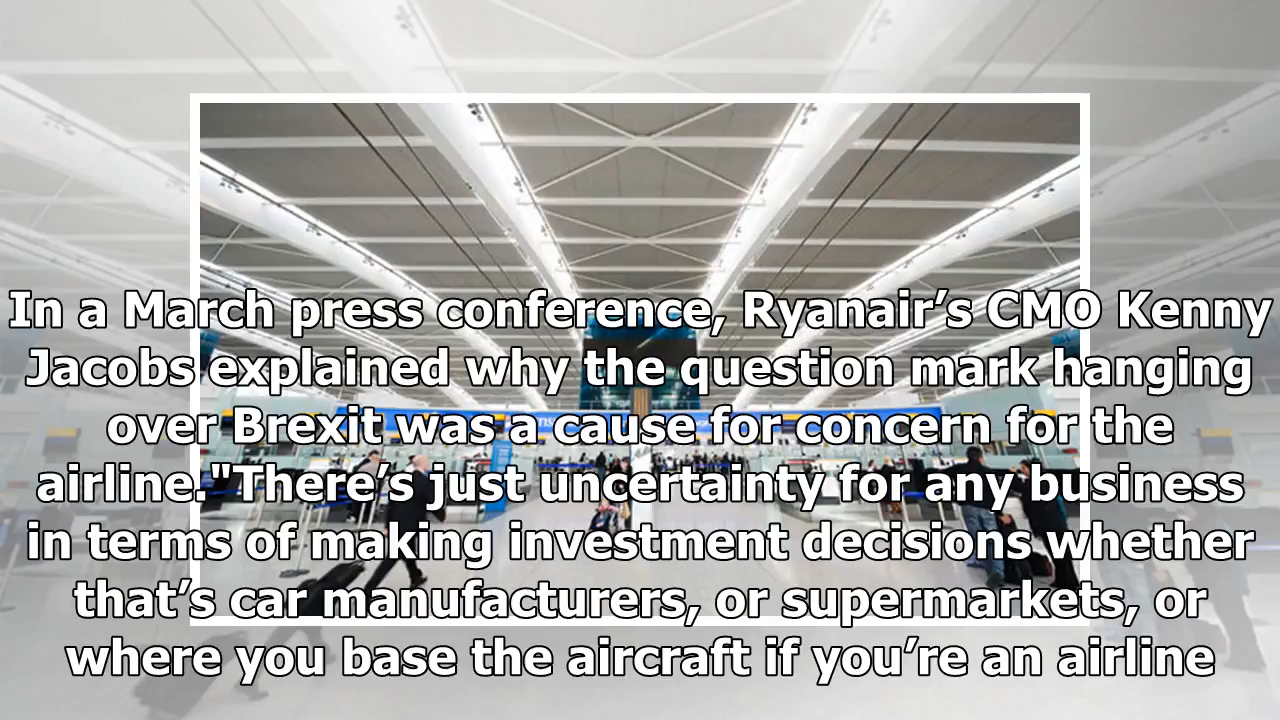 In a March press conference, Ryanair’s CMO Kenny
Jacobs explained why the question mark hanging
over Brexit was a cause for concern for the
airline. "There’s just uncertainty for any business
in terms of making investment decisions whether
that’s car manufacturers, or supermarkets, or
where you base the aircraft if you’re an airline